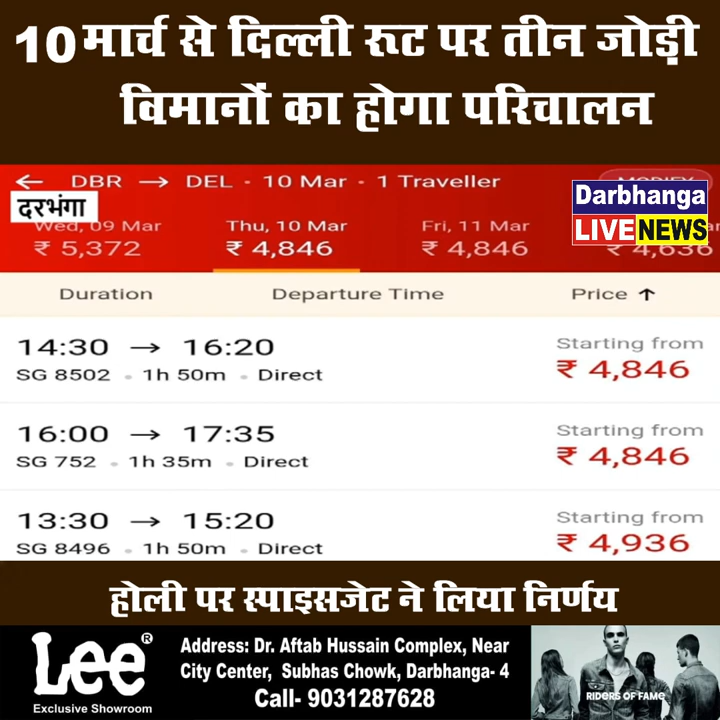 10 मार्च से दिल्ली रूट पर तीन जोड़ी
विमानों का होगा परिचालन
← DBR → DEL - 10 Mar - 1 Traveller
MODIFY
दरभंगा
Darbhanga
LIVE NEWS
Wed, 09 Mar
Thu, 10 Mar
Fri, 11 Mar
₹ 5,372
₹ 4,846
₹ 4,846
₹ 4,636
Duration
Departure Time
Price ↑
14:30 → 16:20
Starting from
SG 8502 • 1h 50m • Direct
₹ 4,846
16:00 → 17:35
Starting from
SG 752 • 1h 35m • Direct
₹ 4,846
13:30 → 15:20
Starting from
SG 8496 • 1h 50m • Direct
₹ 4,936
होली पर स्पाइसजेट ने लिया निर्णय
Lee®
Exclusive Showroom
Address: Dr. Aftab Hussain Complex, Near
City Center, Subhas Chowk, Darbhanga- 4
Call- 9031287628
RIDERS OF FAME